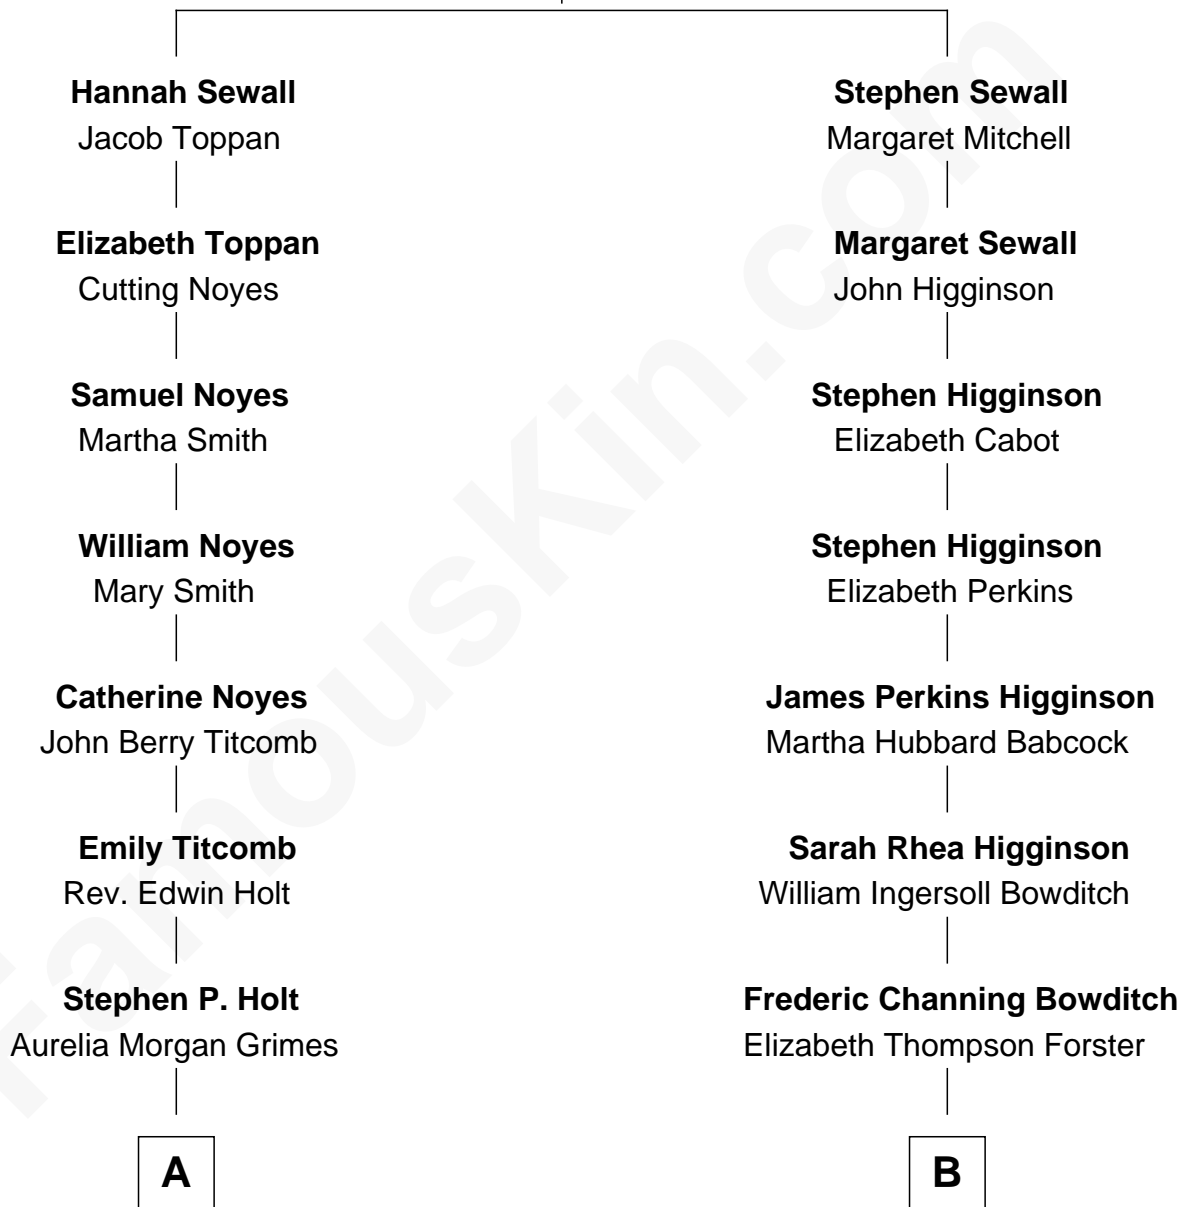 Hannah Sewall
Jacob Toppan
Stephen Sewall
Margaret Mitchell
Elizabeth Toppan
Cutting Noyes
Margaret Sewall
John Higginson
Samuel Noyes
Martha Smith
Stephen Higginson
Elizabeth Cabot
William Noyes
Mary Smith
Stephen Higginson
Elizabeth Perkins
Catherine Noyes
John Berry Titcomb
James Perkins Higginson
Martha Hubbard Babcock
Emily Titcomb
Rev. Edwin Holt
Sarah Rhea Higginson
William Ingersoll Bowditch
Stephen P. Holt
Aurelia Morgan Grimes
Frederic Channing Bowditch
Elizabeth Thompson Forster
A
B
FamousKin.com